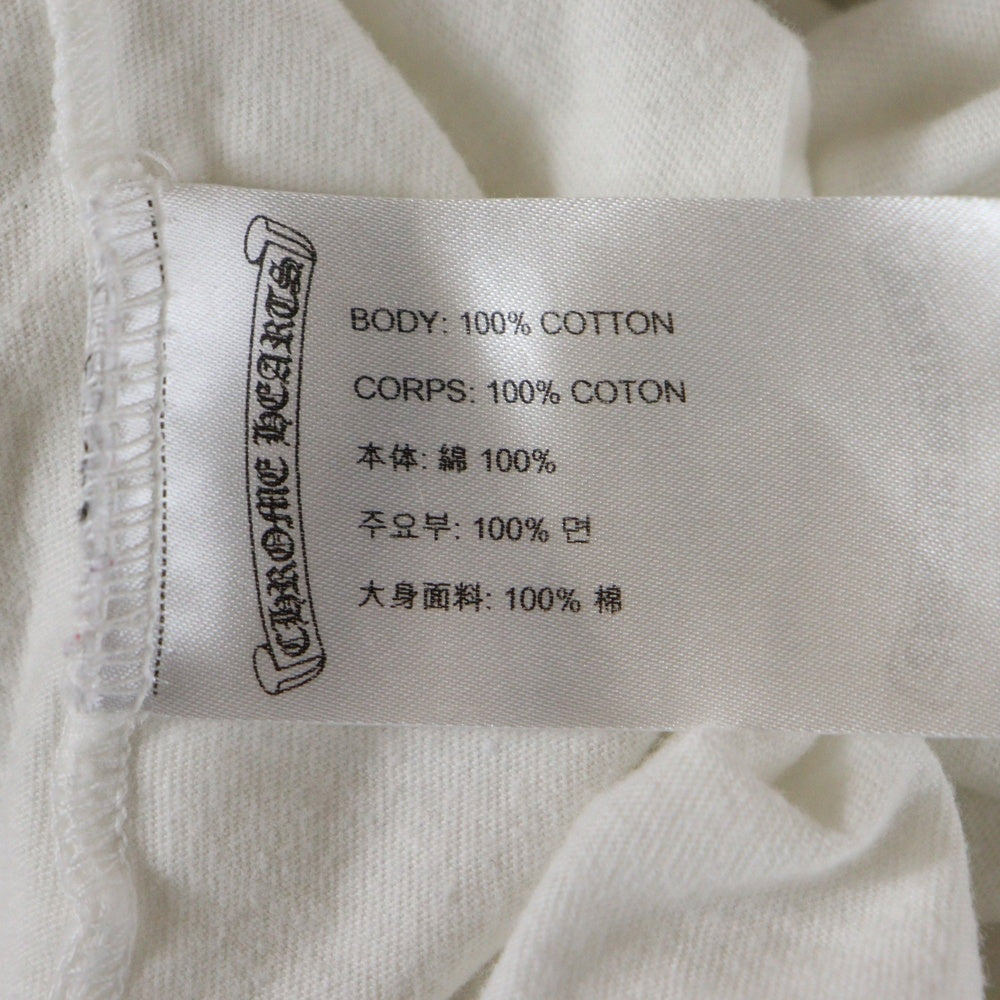 CHROME HEARTS
BODY: 100% COTTON
CORPS: 100% COTON
本体: 綿 100%
주요부: 100% 면
大身面料: 100% 棉